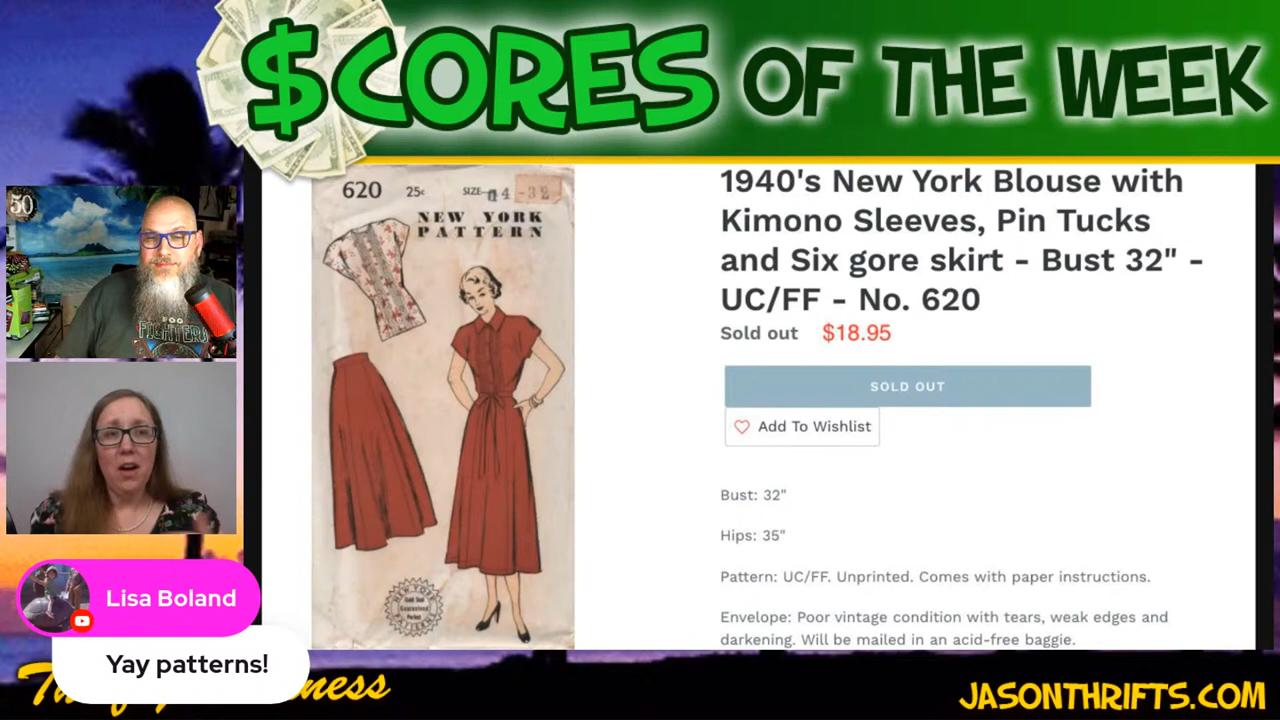 $CORES OF THE WEEK
50
FOO
FIGHTERS
620 25¢ SIZE
NEW YORK
PATTERN
1940's New York Blouse with
Kimono Sleeves, Pin Tucks
and Six gore skirt - Bust 32" -
UC/FF - No. 620
Sold out $18.95
SOLD OUT
Add To Wishlist
Bust: 32"
Hips: 35"
Pattern: UC/FF. Unprinted. Comes with paper instructions.
Envelope: Poor vintage condition with tears, weak edges and
darkening. Will be mailed in an acid-free baggie.
Lisa Boland
Yay patterns!
JASONTHRIFTS.COM